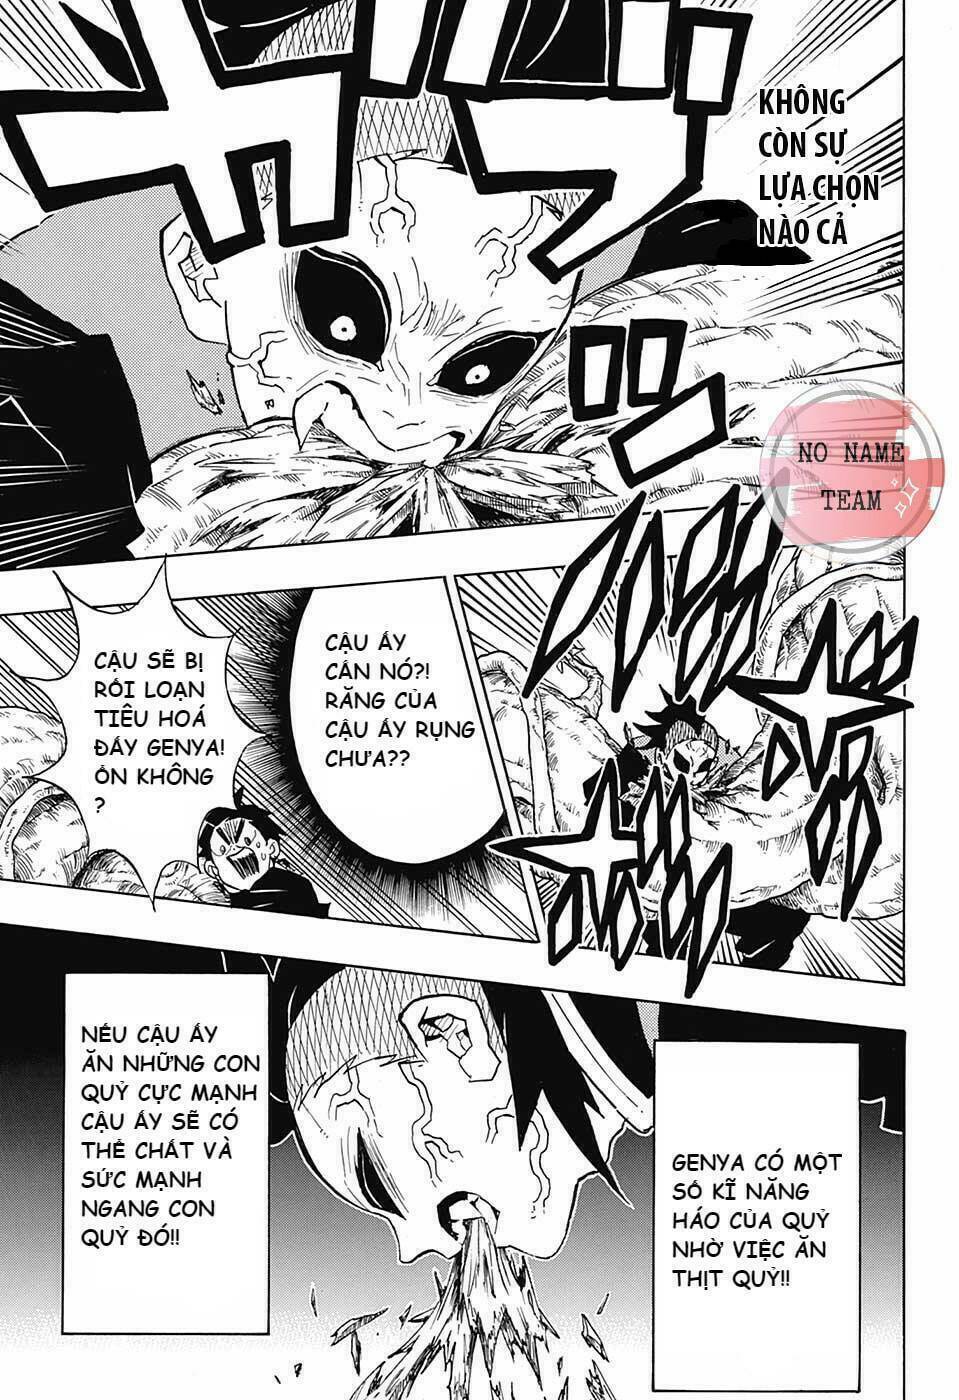 KHÔNG
CÒN SỰ
LỰA CHỌN
NÀO CẢ
NO NAME
TEAM
CẬU ẤY
CẮN NÓ?!
RĂNG CỦA
CẬU ẤY RỤNG
CHƯA??
CẬU SẼ BỊ
RỐI LOẠN
TIÊU HOÁ
ĐẤY GENYA!
ỔN KHÔNG
?
GENYA CÓ MỘT
SỐ KĨ NĂNG
HÁO CỦA QUỶ
NHỜ VIỆC ĂN
THỊT QUỶ!!
NẾU CẬU ẤY
ĂN NHỮNG CON
QUỶ CỰC MẠNH
CẬU ẤY SẼ CÓ
THỂ CHẤT VÀ
SỨC MẠNH
NGANG CON
QUỶ ĐÓ!!